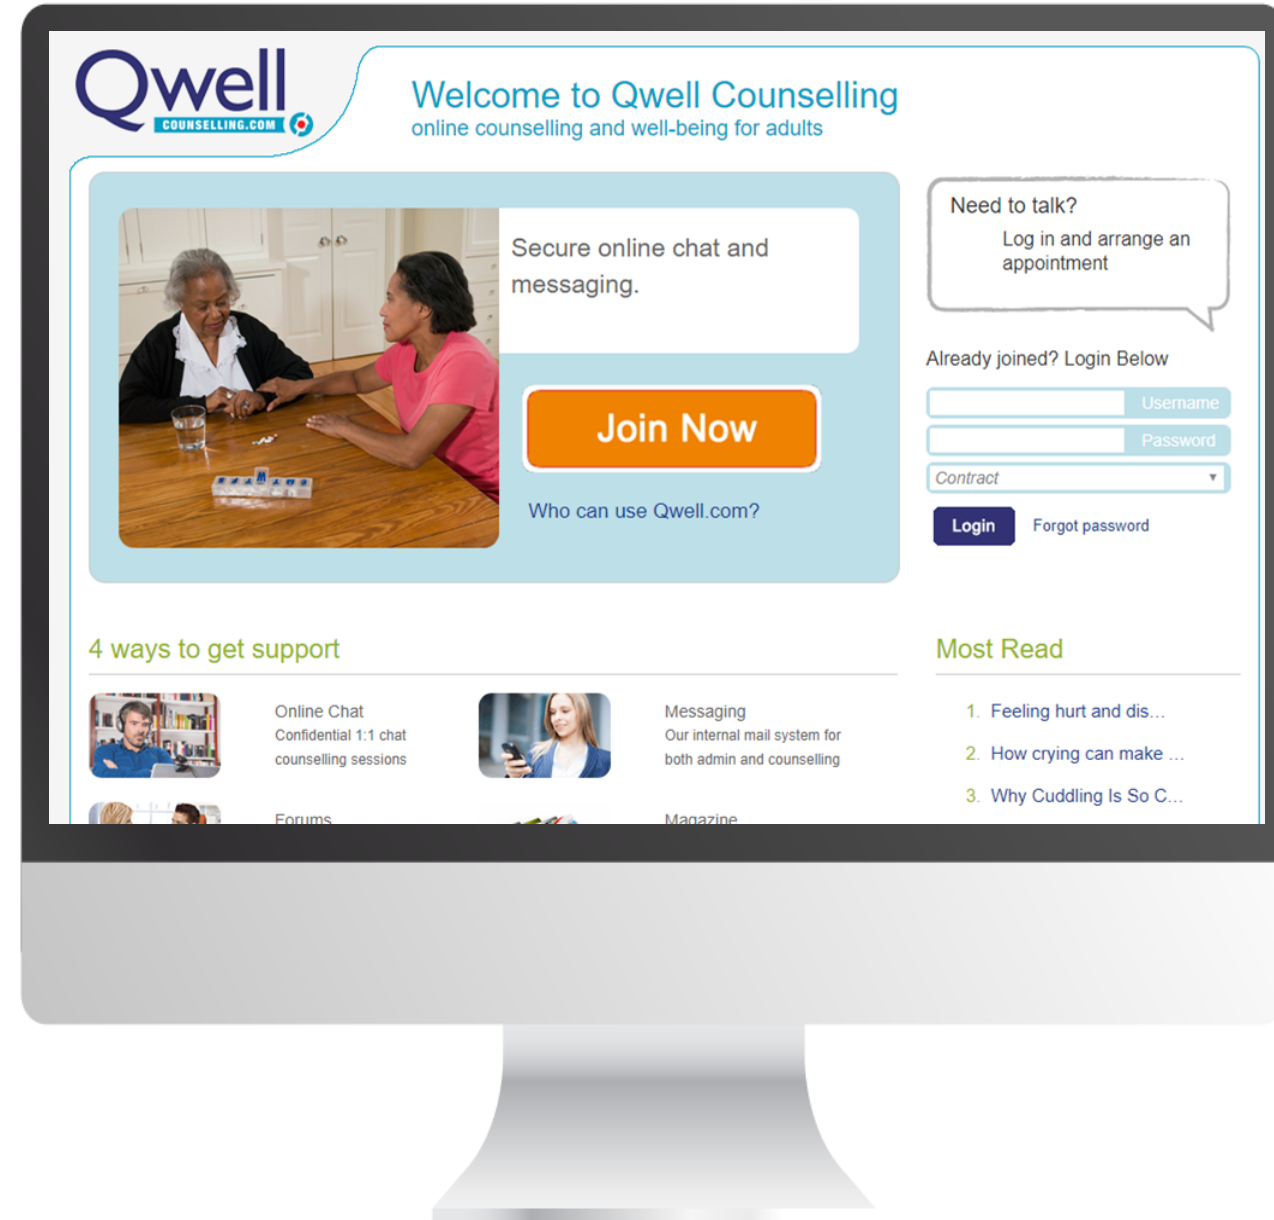 Qwell
COUNSELLING.COM
Welcome to Qwell Counselling
online counselling and well-being for adults
Secure online chat and
messaging.
Join Now
Who can use Qwell.com?
Need to talk?
Log in and arrange an
appointment
Already joined? Login Below
Username
Password
Contract
Login Forgot password
4 ways to get support
Online Chat
Confidential 1:1 chat
counselling sessions
Messaging
Our internal mail system for
both admin and counselling
Forums
Magazine
Most Read
1. Feeling hurt and dis...
2. How crying can make ...
3. Why Cuddling Is So C...